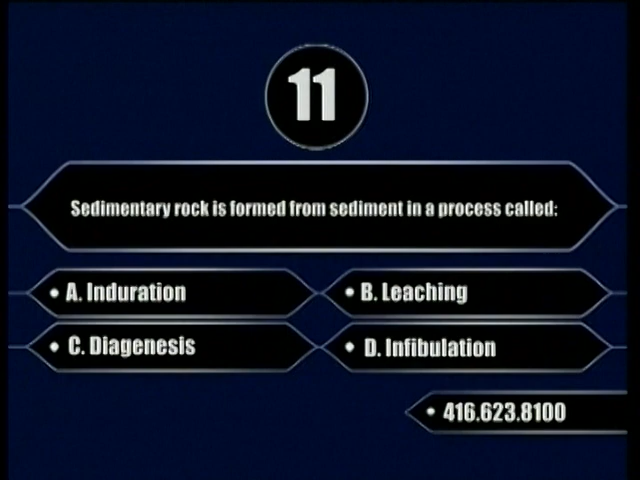 11
Sedimentary rock is formed from sediment in a process called:
• A. Induration
• B. Leaching
• C. Diagenesis
• D. Infibulation
• 416.623.8100